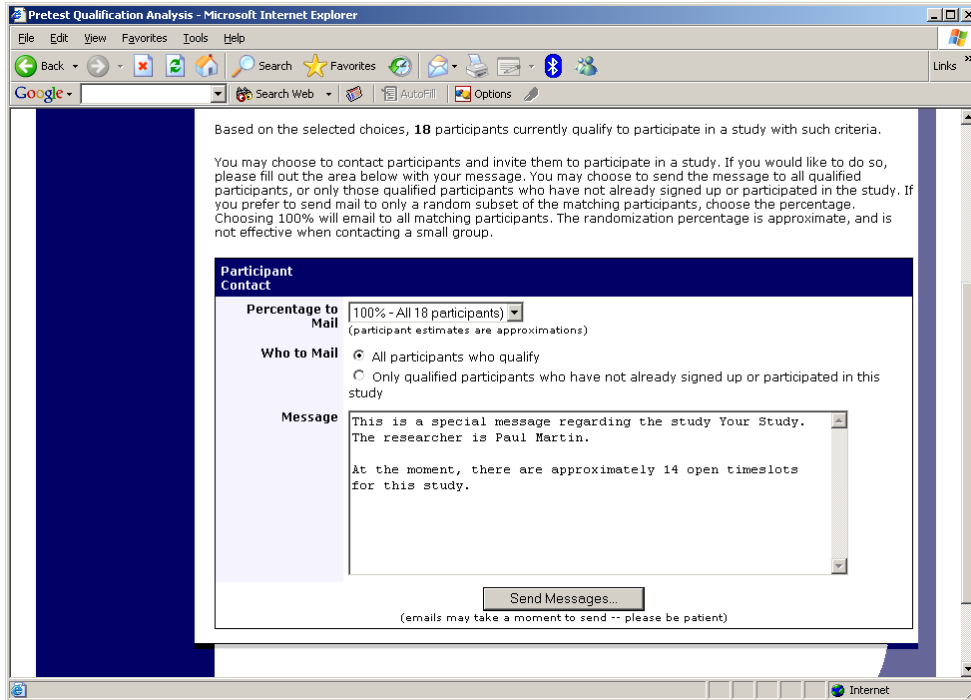 Pretest Qualification Analysis - Microsoft Internet Explorer
File Edit View Favorites Tools Help
Back Search Favorites Links »
Google Search Web AutoFill Options
Based on the selected choices, 18 participants currently qualify to participate in a study with such criteria.
You may choose to contact participants and invite them to participate in a study. If you would like to do so,
please fill out the area below with your message. You may choose to send the message to all qualified
participants, or only those qualified participants who have not already signed up or participated in the study. If
you prefer to send mail to only a random subset of the matching participants, choose the percentage.
Choosing 100% will email to all matching participants. The randomization percentage is approximate, and is
not effective when contacting a small group.
Participant
Contact
Percentage to
Mail
100% - All 18 participants)
(participant estimates are approximations)
Who to Mail
All participants who qualify
Only qualified participants who have not already signed up or participated in this
study
Message
This is a special message regarding the study Your Study.
The researcher is Paul Martin.
At the moment, there are approximately 14 open timeslots
for this study.
Send Messages...
(emails may take a moment to send -- please be patient)
Internet